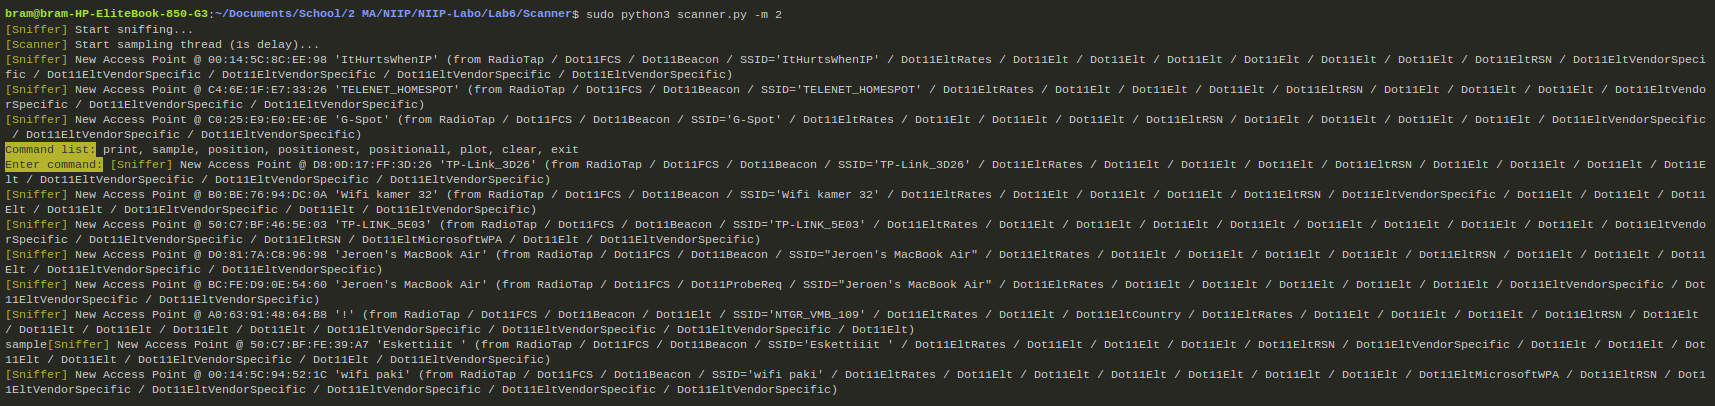 bram@bram-HP-EliteBook-850-G3:~/Documents/School/2 MA/NIIP/NIIP-Labo/Lab6/Scanner$ sudo python3 scanner.py -m 2
[Sniffer] Start sniffing...
[Scanner] Start sampling thread (1s delay)...
[Sniffer] New Access Point @ 00:14:5C:8C:EE:98 'ItHurtsWhenIP' (from RadioTap / Dot11FCS / Dot11Beacon / SSID='ItHurtsWhenIP' / Dot11EltRates / Dot11Elt / Dot11Elt / Dot11Elt / Dot11Elt / Dot11Elt / Dot11Elt / Dot11Elt / Dot11EltRSN / Dot11EltVendorSpeci
fic / Dot11EltVendorSpecific / Dot11EltVendorSpecific / Dot11EltVendorSpecific / Dot11EltVendorSpecific)
[Sniffer] New Access Point @ C4:6E:1F:E7:33:26 'TELENET_HOMESPOT' (from RadioTap / Dot11FCS / Dot11Beacon / SSID='TELENET_HOMESPOT' / Dot11EltRates / Dot11Elt / Dot11Elt / Dot11Elt / Dot11EltRSN / Dot11Elt / Dot11Elt / Dot11Elt / Dot11Elt / Dot11EltVendo
rSpecific / Dot11EltVendorSpecific / Dot11EltVendorSpecific)
[Sniffer] New Access Point @ C0:25:E9:E0:EE:6E 'G-Spot' (from RadioTap / Dot11FCS / Dot11Beacon / SSID='G-Spot' / Dot11EltRates / Dot11Elt / Dot11Elt / Dot11Elt / Dot11EltRSN / Dot11Elt / Dot11Elt / Dot11Elt / Dot11Elt / Dot11Elt / Dot11EltVendorSpecific
 / Dot11EltVendorSpecific / Dot11EltVendorSpecific)
Command list: print, sample, position, positionest, positionall, plot, clear, exit
Enter command: [Sniffer] New Access Point @ D8:0D:17:FF:3D:26 'TP-Link_3D26' (from RadioTap / Dot11FCS / Dot11Beacon / SSID='TP-Link_3D26' / Dot11EltRates / Dot11Elt / Dot11Elt / Dot11Elt / Dot11EltRSN / Dot11Elt / Dot11Elt / Dot11Elt / Dot11Elt / Dot11E
lt / Dot11EltVendorSpecific / Dot11EltVendorSpecific / Dot11EltVendorSpecific)
[Sniffer] New Access Point @ B0:BE:76:94:DC:0A 'Wifi kamer 32' (from RadioTap / Dot11FCS / Dot11Beacon / SSID='Wifi kamer 32' / Dot11EltRates / Dot11Elt / Dot11Elt / Dot11Elt / Dot11EltRSN / Dot11EltVendorSpecific / Dot11Elt / Dot11Elt / Dot11
Elt / Dot11Elt / Dot11EltVendorSpecific / Dot11Elt / Dot11EltVendorSpecific)
[Sniffer] New Access Point @ 50:C7:BF:46:5E:03 'TP-LINK_5E03' (from RadioTap / Dot11FCS / Dot11Beacon / SSID='TP-LINK_5E03' / Dot11EltRates / Dot11Elt / Dot11Elt / Dot11Elt / Dot11Elt / Dot11Elt / Dot11Elt / Dot11Elt / Dot11Elt / Dot11Elt / Dot11EltVendo
rSpecific / Dot11EltVendorSpecific / Dot11EltRSN / Dot11EltMicrosoftWPA / Dot11Elt / Dot11EltVendorSpecific)
[Sniffer] New Access Point @ D0:81:7A:C8:96:98 'Jeroen's MacBook Air' (from RadioTap / Dot11FCS / Dot11Beacon / SSID="Jeroen's MacBook Air" / Dot11EltRates / Dot11Elt / Dot11Elt / Dot11Elt / Dot11Elt / Dot11EltRSN / Dot11Elt / Dot11Elt / Dot11
Elt / Dot11EltVendorSpecific / Dot11EltVendorSpecific)
[Sniffer] New Access Point @ BC:FE:D9:0E:54:60 'Jeroen's MacBook Air' (from RadioTap / Dot11FCS / Dot11ProbeReq / SSID="Jeroen's MacBook Air" / Dot11EltRates / Dot11Elt / Dot11Elt / Dot11Elt / Dot11Elt / Dot11Elt / Dot11EltVendorSpecific / Dot
11EltVendorSpecific / Dot11EltVendorSpecific)
[Sniffer] New Access Point @ A0:63:91:48:64:B8 '!' (from RadioTap / Dot11FCS / Dot11Beacon / Dot11Elt / SSID='NTGR_VMB_109' / Dot11EltRates / Dot11Elt / Dot11EltCountry / Dot11EltRates / Dot11Elt / Dot11Elt / Dot11Elt / Dot11EltRSN / Dot11Elt
/ Dot11Elt / Dot11Elt / Dot11Elt / Dot11Elt / Dot11EltVendorSpecific / Dot11EltVendorSpecific / Dot11EltVendorSpecific / Dot11Elt)
sample[Sniffer] New Access Point @ 50:C7:BF:FE:39:A7 'Eskettiiit ' (from RadioTap / Dot11FCS / Dot11Beacon / SSID='Eskettiiit ' / Dot11EltRates / Dot11Elt / Dot11Elt / Dot11Elt / Dot11EltRSN / Dot11EltVendorSpecific / Dot11Elt / Dot11Elt / Dot
11Elt / Dot11Elt / Dot11EltVendorSpecific / Dot11Elt / Dot11EltVendorSpecific)
[Sniffer] New Access Point @ 00:14:5C:94:52:1C 'wifi paki' (from RadioTap / Dot11FCS / Dot11Beacon / SSID='wifi paki' / Dot11EltRates / Dot11Elt / Dot11Elt / Dot11Elt / Dot11Elt / Dot11Elt / Dot11Elt / Dot11Elt / Dot11EltMicrosoftWPA / Dot11EltRSN / Dot1
1EltVendorSpecific / Dot11EltVendorSpecific / Dot11EltVendorSpecific / Dot11EltVendorSpecific / Dot11EltVendorSpecific)